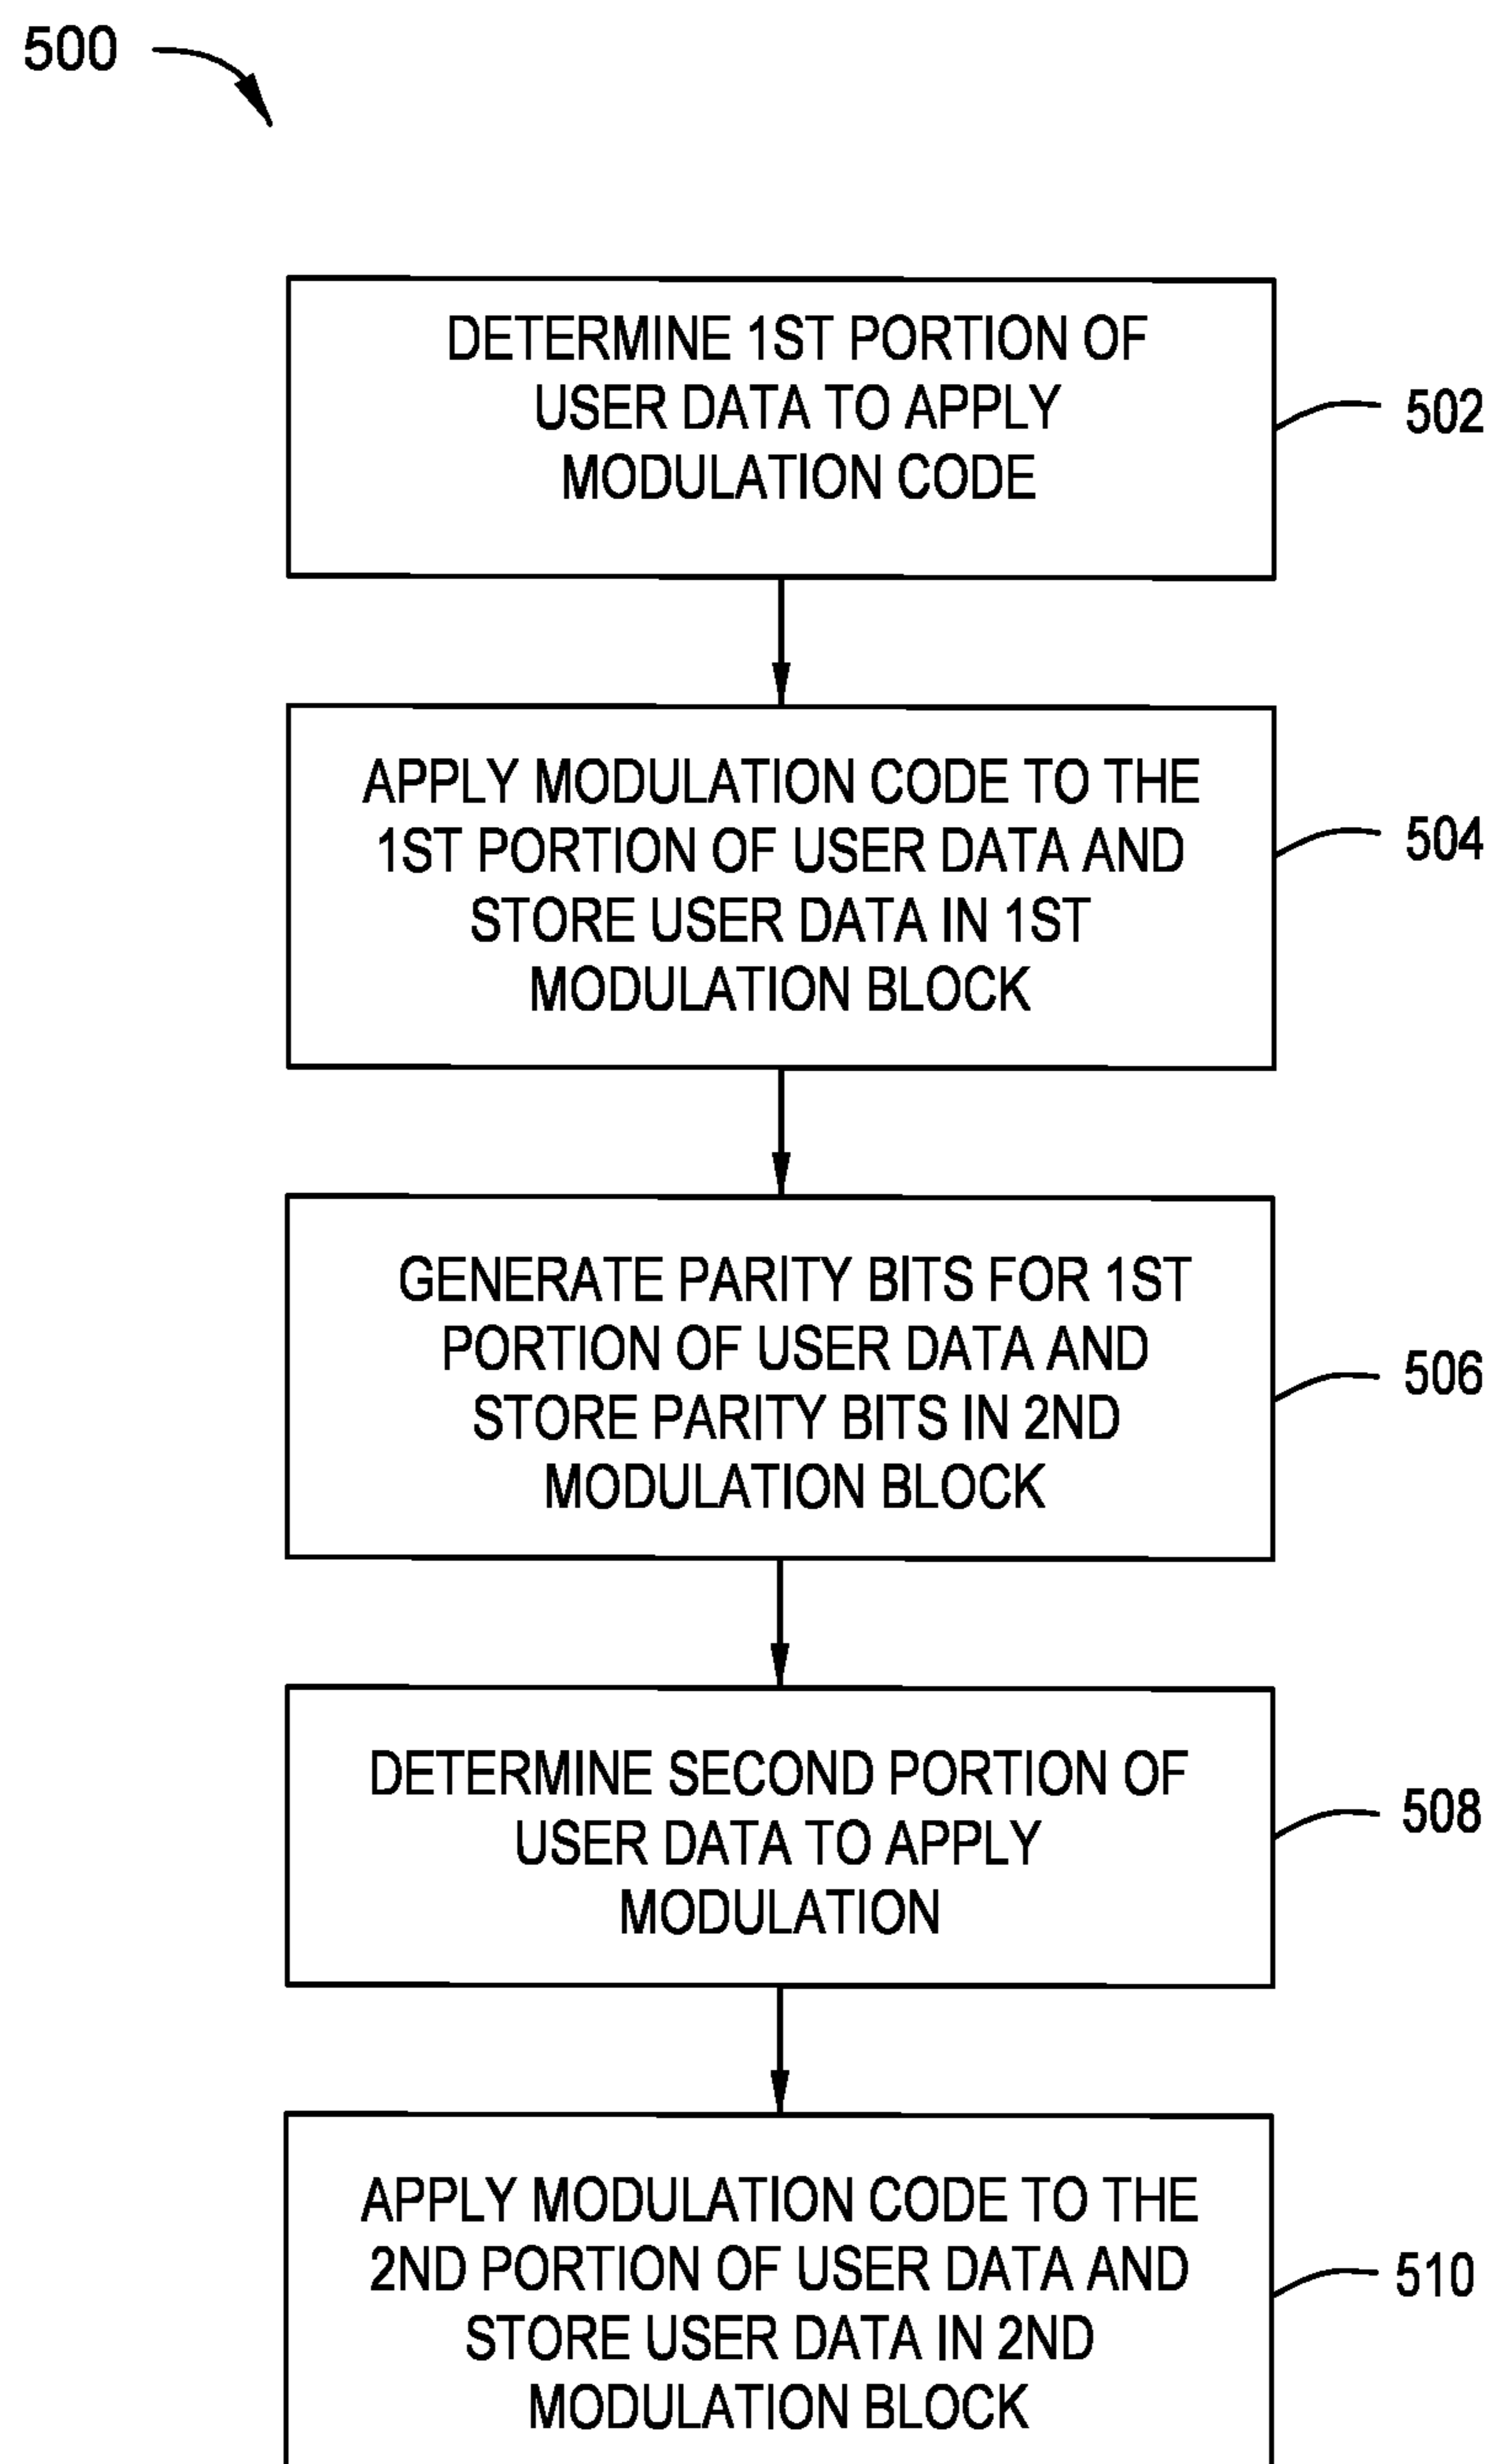 500
DETERMINE 1ST PORTION OF
USER DATA TO APPLY
MODULATION CODE
502
APPLY MODULATION CODE TO THE
1ST PORTION OF USER DATA AND
STORE USER DATA IN 1ST
MODULATION BLOCK
504
GENERATE PARITY BITS FOR 1ST
PORTION OF USER DATA AND
STORE PARITY BITS IN 2ND
MODULATION BLOCK
506
DETERMINE SECOND PORTION OF
USER DATA TO APPLY
MODULATION
508
APPLY MODULATION CODE TO THE
2ND PORTION OF USER DATA AND
STORE USER DATA IN 2ND
MODULATION BLOCK
510